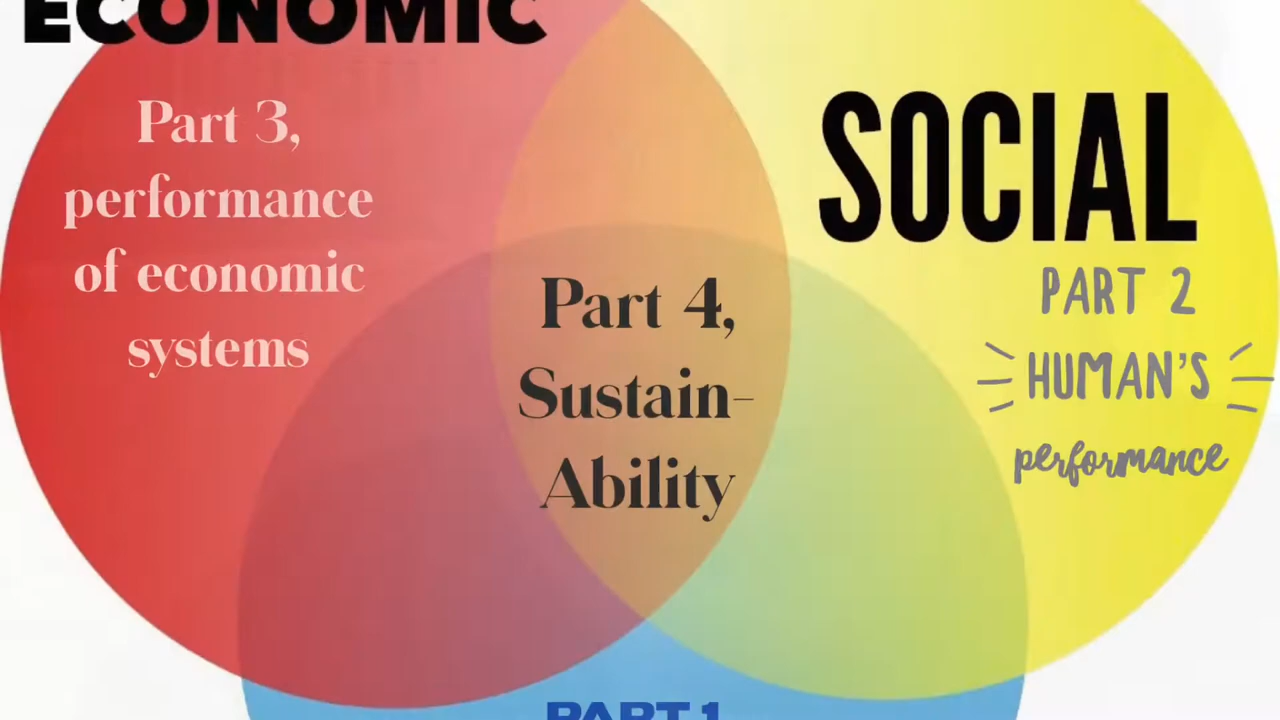 ECONOMIC
Part 3,
performance
of economic
systems
SOCIAL
PART 2
HUMAN'S
performance
Part 4,
Sustain-
Ability
PART 1